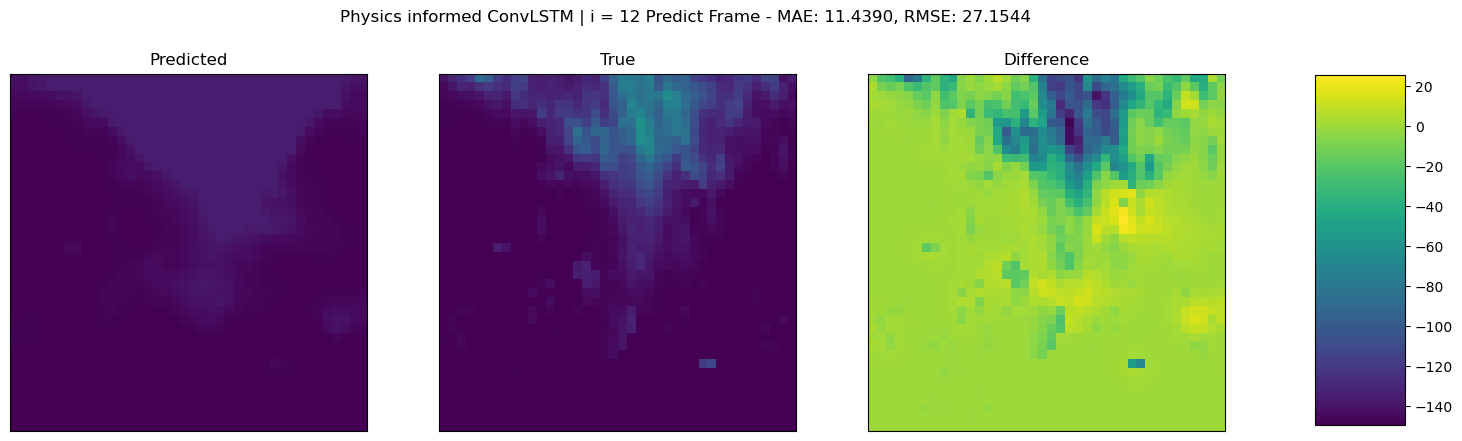 Physics informed ConvLSTM | i = 12 Predict Frame - MAE: 11.4390, RMSE: 27.1544
Predicted
True
Difference
20
0
−20
−40
−60
−80
−100
−120
−140